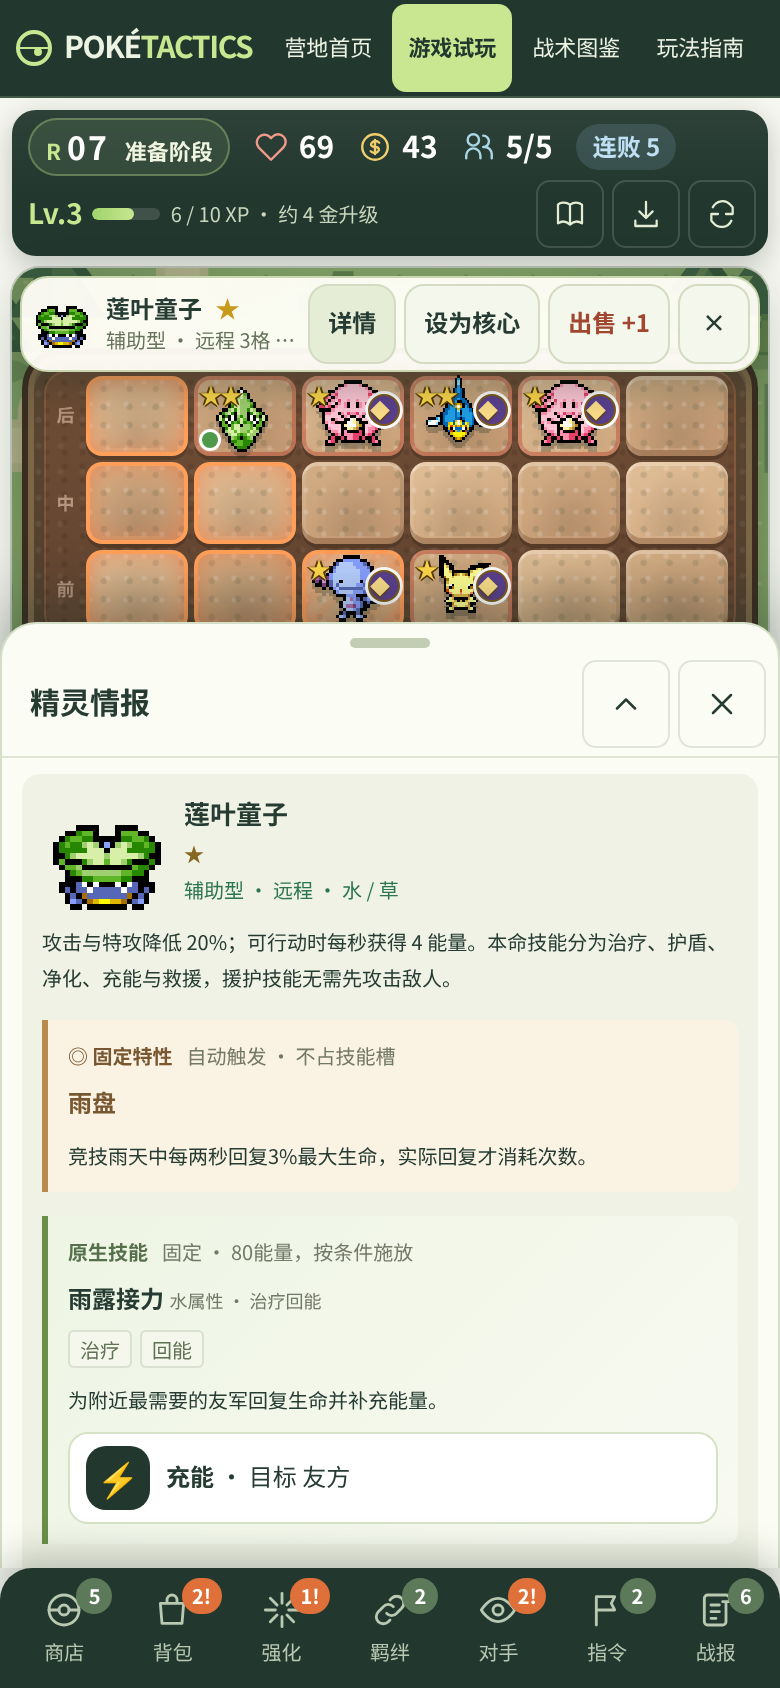 POKÉTACTICS 创地首页 游戏试玩 战术图鉴 玩法指南
R 07 准备阶段 69 43 5/5 连败 5
Lv.3 6 / 10 XP · 约 4 金升级
莲叶童子 ★ 详情 设为核心 出售 +1 ×
辅助型 · 远程 3格 ···
后
中
前
精灵情报
莲叶童子
★
辅助型 · 远程 · 水 / 草
攻击与特攻降低 20%；可行动时每秒获得 4 能量。本命技能分为治疗、护盾、
净化、充能与救援，援护技能无需先攻击敌人。
◎ 固定特性 自动触发 · 不占技能槽
雨盘
竞技雨天中每两秒回复3%最大生命，实际回复才消耗次数。
原生技能 固定 · 80能量，按条件施放
雨露接力 水属性 · 治疗回能
治疗 回能
为附近最需要的友军回复生命并补充能量。
充能 · 目标 友方
5 2! 1! 2 2! 2 6
商店 背包 强化 羁绊 对手 指令 战报